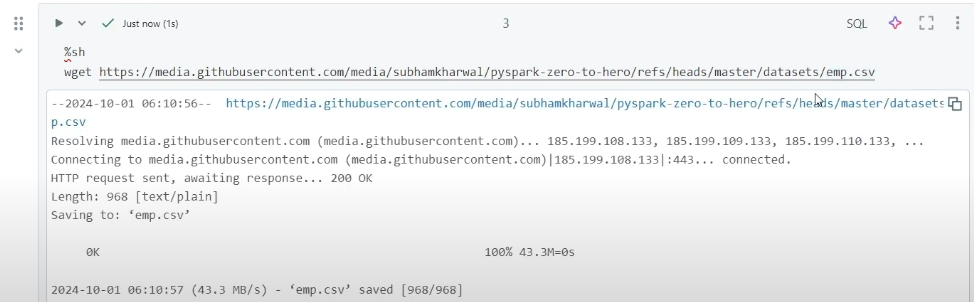 Just now (1s)
3
SQL
%sh
wget https://media.githubusercontent.com/media/subhamkharwal/pyspark-zero-to-hero/refs/heads/master/datasets/emp.csv
--2024-10-01 06:10:56-- https://media.githubusercontent.com/media/subhamkharwal/pyspark-zero-to-hero/refs/heads/master/datasets
p.csv
Resolving media.githubusercontent.com (media.githubusercontent.com)... 185.199.108.133, 185.199.109.133, 185.199.110.133, ...
Connecting to media.githubusercontent.com (media.githubusercontent.com)|185.199.108.133|:443... connected.
HTTP request sent, awaiting response... 200 OK
Length: 968 [text/plain]
Saving to: ‘emp.csv’
0K 100% 43.3M=0s
2024-10-01 06:10:57 (43.3 MB/s) - ‘emp.csv’ saved [968/968]